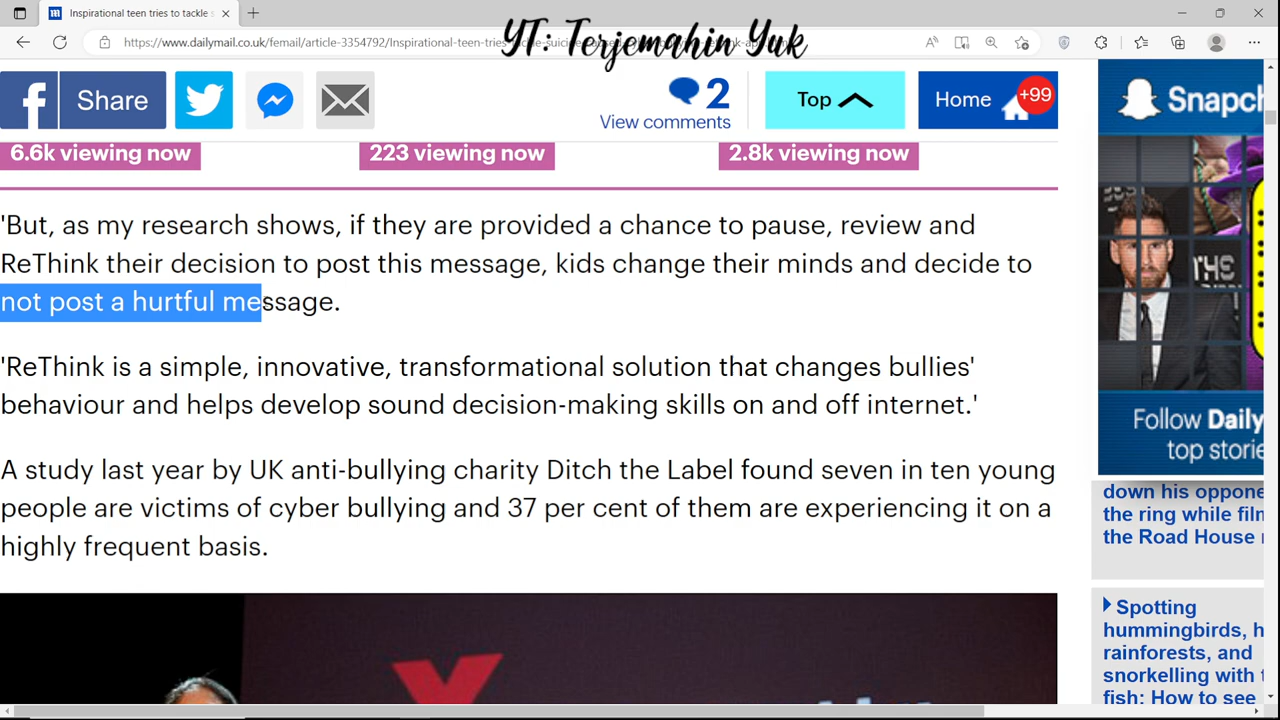 Inspirational teen tries to tackle s
YT: Terjemahin Yuk
https://www.dailymail.co.uk/femail/article-3354792/Inspirational-teen-tries-
Share
2
View comments
Top
Home
+99
Snapch
6.6k viewing now
223 viewing now
2.8k viewing now
'But, as my research shows, if they are provided a chance to pause, review and
ReThink their decision to post this message, kids change their minds and decide to
not post a hurtful message.
'ReThink is a simple, innovative, transformational solution that changes bullies'
behaviour and helps develop sound decision-making skills on and off internet.'
A study last year by UK anti-bullying charity Ditch the Label found seven in ten young
people are victims of cyber bullying and 37 per cent of them are experiencing it on a
highly frequent basis.
THE
Follow Daily
top storie
down his oppone
the ring while film
the Road House r
Spotting
hummingbirds, h
rainforests, and
snorkelling with t
fish: How to see